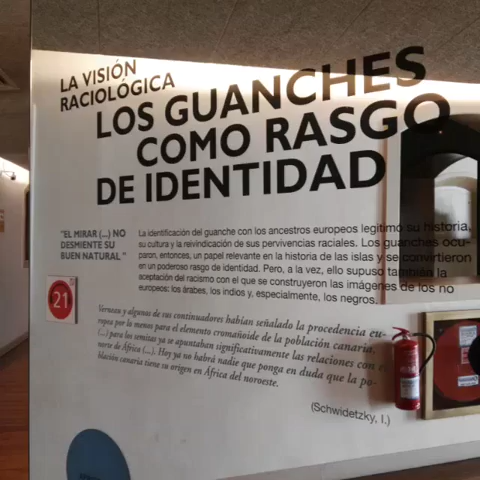 LA VISIÓN
RACIOLÓGICA
LOS GUANCHES
COMO RASGO
DE IDENTIDAD
"EL MIRAR (...) NO
DESMIENTE SU
BUEN NATURAL"
La identificación del guanche con los ancestros europeos legitimó su historia,
su cultura y la reivindicación de sus pervivencias raciales. Los guanches ocu-
paron, entonces, un papel relevante en la historia de las islas y se convirtieron
en un poderoso rasgo de identidad. Pero, a la vez, ello supuso también la
aceptación del racismo con el que se construyeron las imágenes de los no
europeos: los árabes, los indios y, especialmente, los negros.
21
Verneau y algunos de sus continuadores habían señalado la procedencia eu-
ropea por lo menos para el elemento cromañoide de la población canaria.
(...) para los semitas ya se apuntaban significativamente las relaciones con el
norte de África (...). Hoy ya no habrá nadie que ponga en duda que la po-
blación canaria tiene su origen en África del noroeste.
(Schwidetzky, I.)